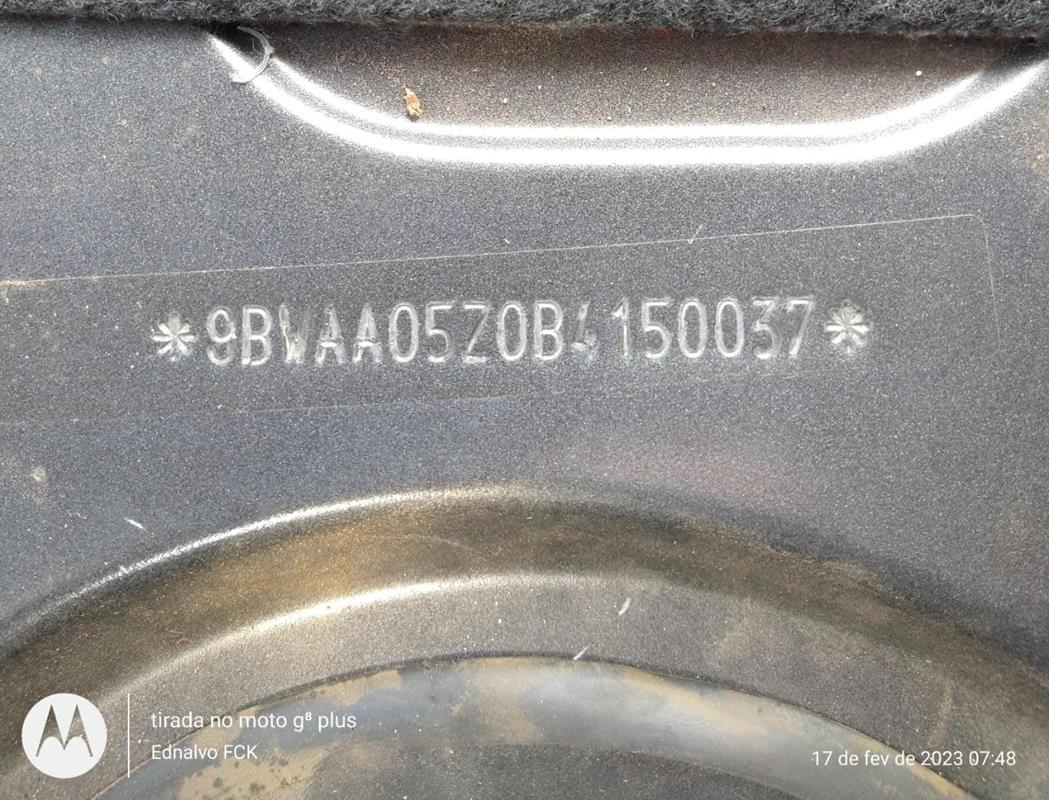 *9BWAA05Z0B4150037*
tirada no moto g⁸ plus
Ednalvo FCK
17 de fev de 2023 07:48